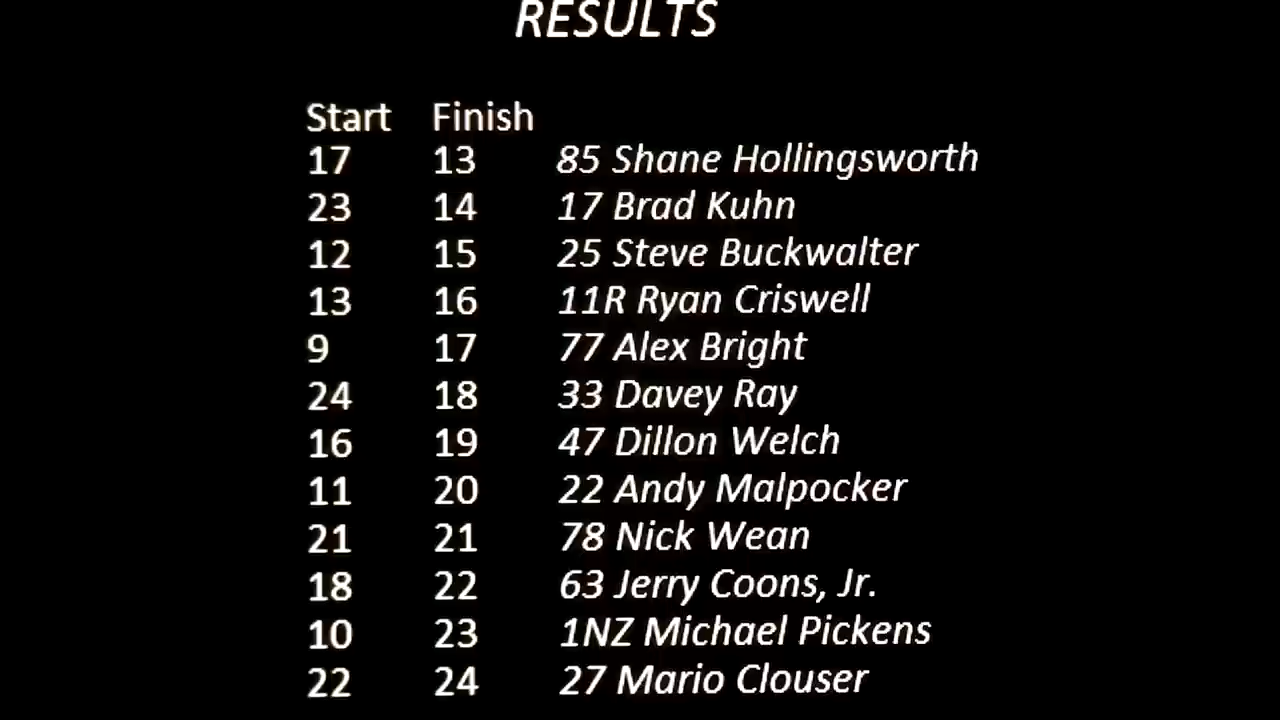 RESULTS
Start Finish
17 13 85 Shane Hollingsworth
23 14 17 Brad Kuhn
12 15 25 Steve Buckwalter
13 16 11R Ryan Criswell
9 17 77 Alex Bright
24 18 33 Davey Ray
16 19 47 Dillon Welch
11 20 22 Andy Malpocker
21 21 78 Nick Wean
18 22 63 Jerry Coons, Jr.
10 23 1NZ Michael Pickens
22 24 27 Mario Clouser